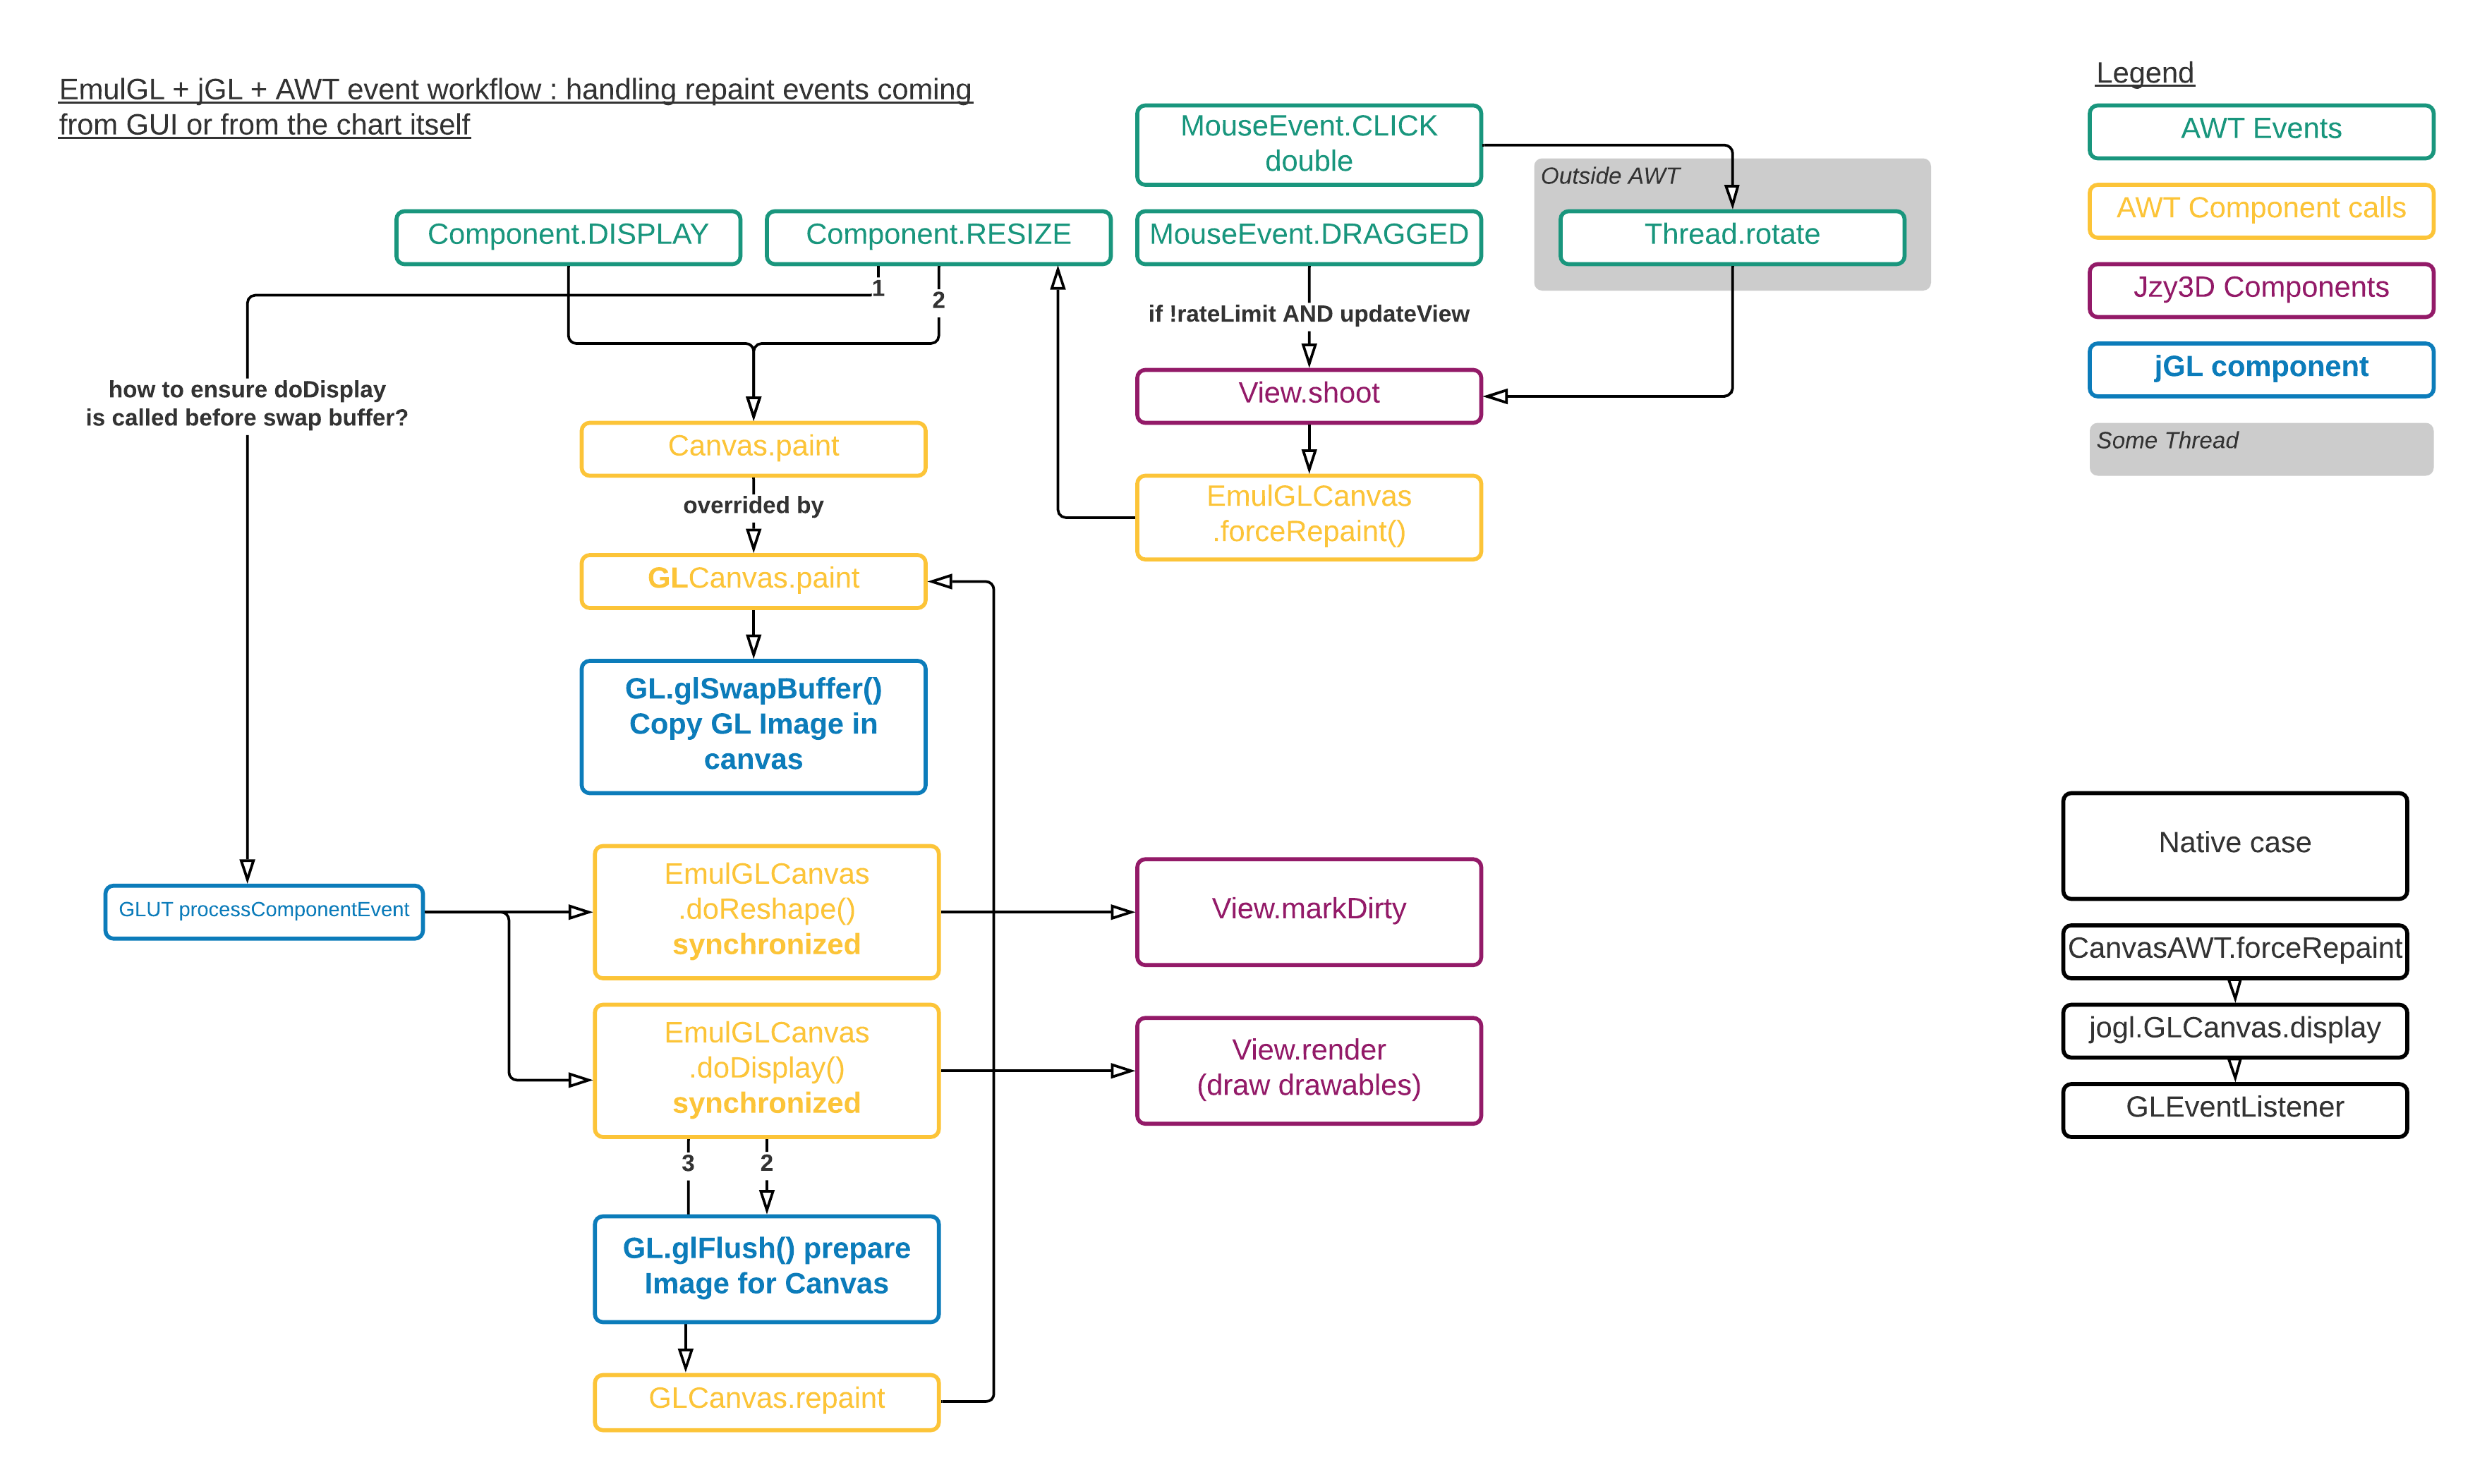 EmulGL + jGL + AWT event workflow : handling repaint events coming
from GUI or from the chart itself
Legend
AWT Events
AWT Component calls
Jzy3D Components
jGL component
Some Thread
MouseEvent.CLICK
double
Outside AWT
Component.DISPLAY
Component.RESIZE
MouseEvent.DRAGGED
Thread.rotate
1
2
if !rateLimit AND updateView
how to ensure doDisplay
is called before swap buffer?
View.shoot
Canvas.paint
overrided by
EmulGLCanvas
.forceRepaint()
GLCanvas.paint
GL.glSwapBuffer()
Copy GL Image in
canvas
GLUT processComponentEvent
EmulGLCanvas
.doReshape()
synchronized
View.markDirty
EmulGLCanvas
.doDisplay()
synchronized
View.render
(draw drawables)
3
2
GL.glFlush() prepare
Image for Canvas
GLCanvas.repaint
Native case
CanvasAWT.forceRepaint
jogl.GLCanvas.display
GLEventListener